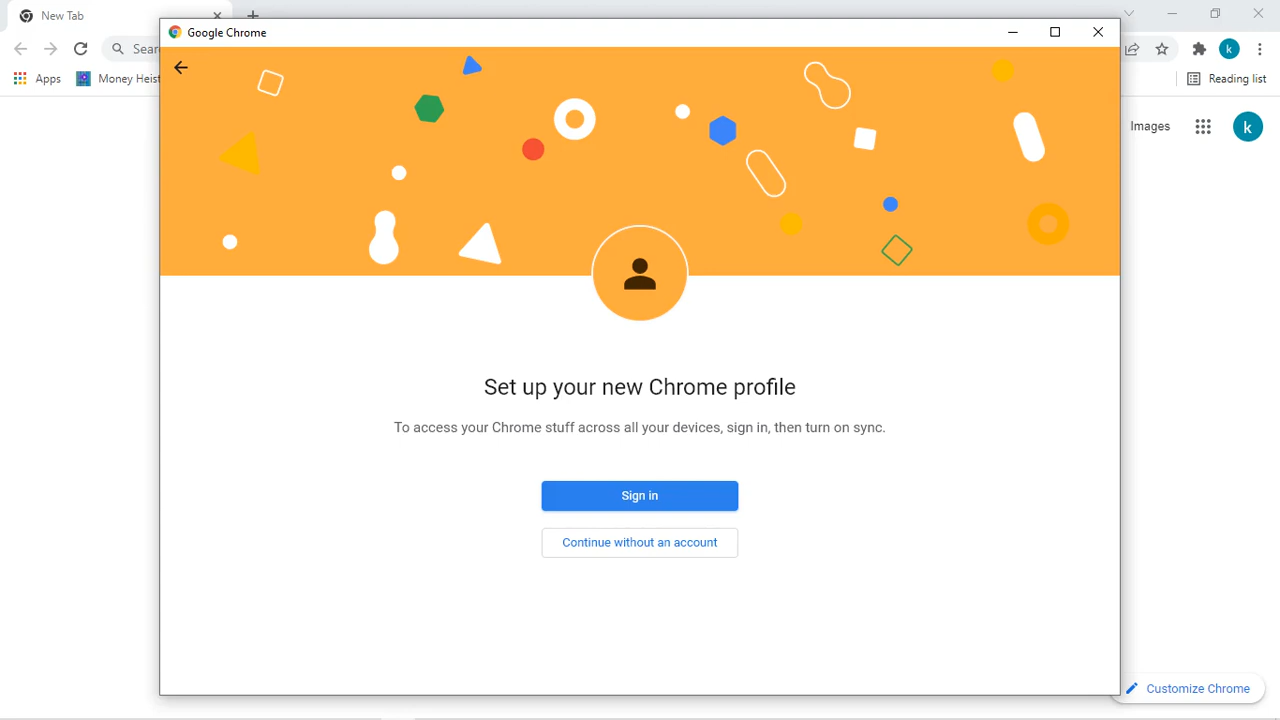 New Tab
Google Chrome
Sear
k
Apps
Money Heist
Reading list
Images
k
Set up your new Chrome profile
To access your Chrome stuff across all your devices, sign in, then turn on sync.
Sign in
Continue without an account
Customize Chrome